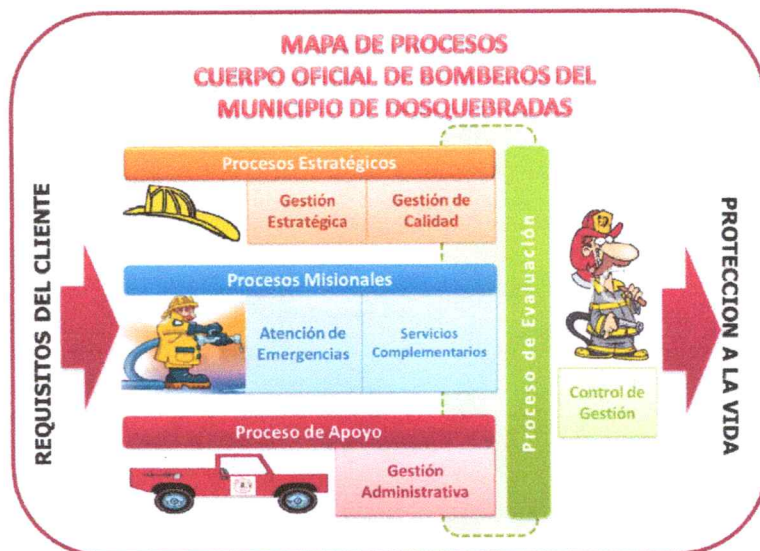 MAPA DE PROCESOS
CUERPO OFICIAL DE BOMBEROS DEL
MUNICIPIO DE DOSQUEBRADAS
REQUISITOS DEL CLIENTE
Procesos Estratégicos
Gestión
Estratégica
Gestión de
Calidad
Procesos Misionales
Atención de
Emergencias
Servicios
Complementarios
Proceso de Apoyo
Gestión
Administrativa
Proceso de Evaluación
Control de
Gestión
PROTECCION A LA VIDA